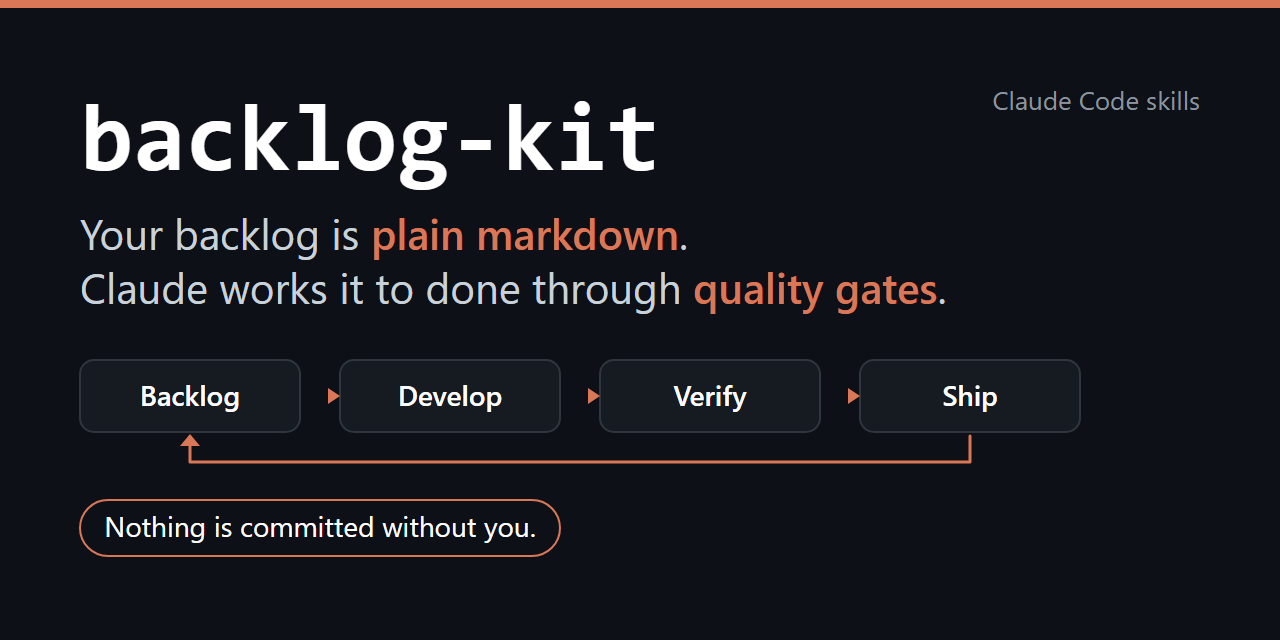 backlog-kit
Claude Code skills
Your backlog is plain markdown.
Claude works it to done through quality gates.
Backlog
Develop
Verify
Ship
Nothing is committed without you.